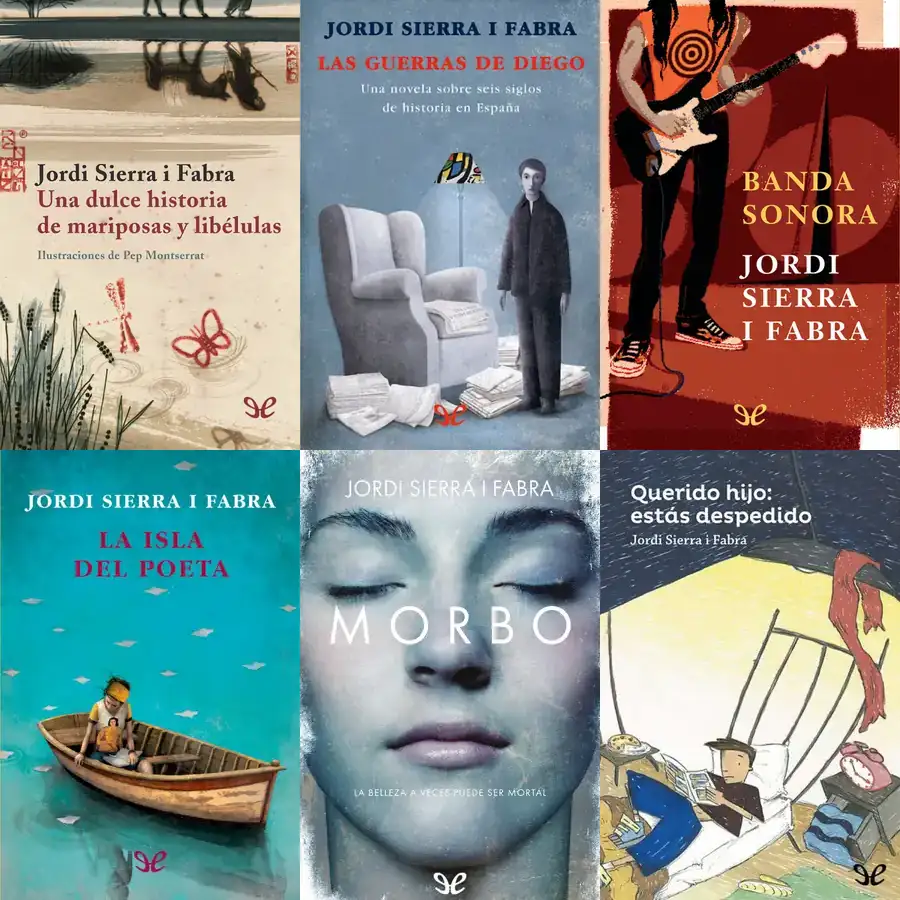 Jordi Sierra i Fabra
Una dulce historia
de mariposas y libélulas
Ilustraciones de Pep Montserrat
JORDI SIERRA I FABRA
LAS GUERRAS DE DIEGO
Una novela sobre seis siglos
de historia en España
BANDA
SONORA
JORDI
SIERRA
I FABRA
JORDI SIERRA I FABRA
LA ISLA
DEL POETA
JORDI SIERRA I FABRA
MORBO
LA BELLEZA A VECES PUEDE SER MORTAL
Querido hijo:
estás despedido
Jordi Sierra i Fabra